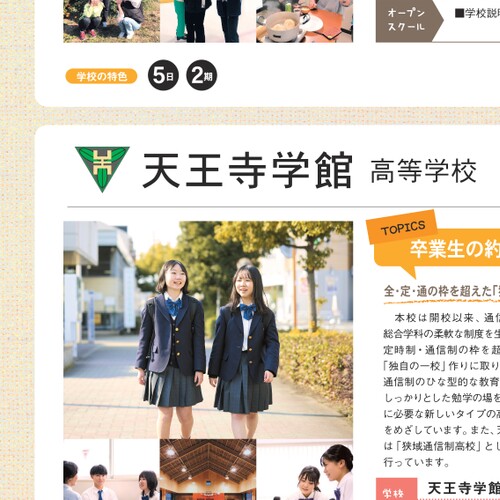 オープン
スクール
■学校説明
学校の特色
5日 2期
天王寺学館 高等学校
TOPICS
卒業生の約
全・定・通の枠を超えた「
本校は開校以来、通信
総合学科の柔軟な制度を生
定時制・通信制の枠を超
「独自の一校」作りに取り
通信制のひな型的な教育
しっかりとした勉学の場を
に必要な新しいタイプの高
をめざしています。また、天
は「狭域通信制高校」とし
行っています。
学校
天王寺学館